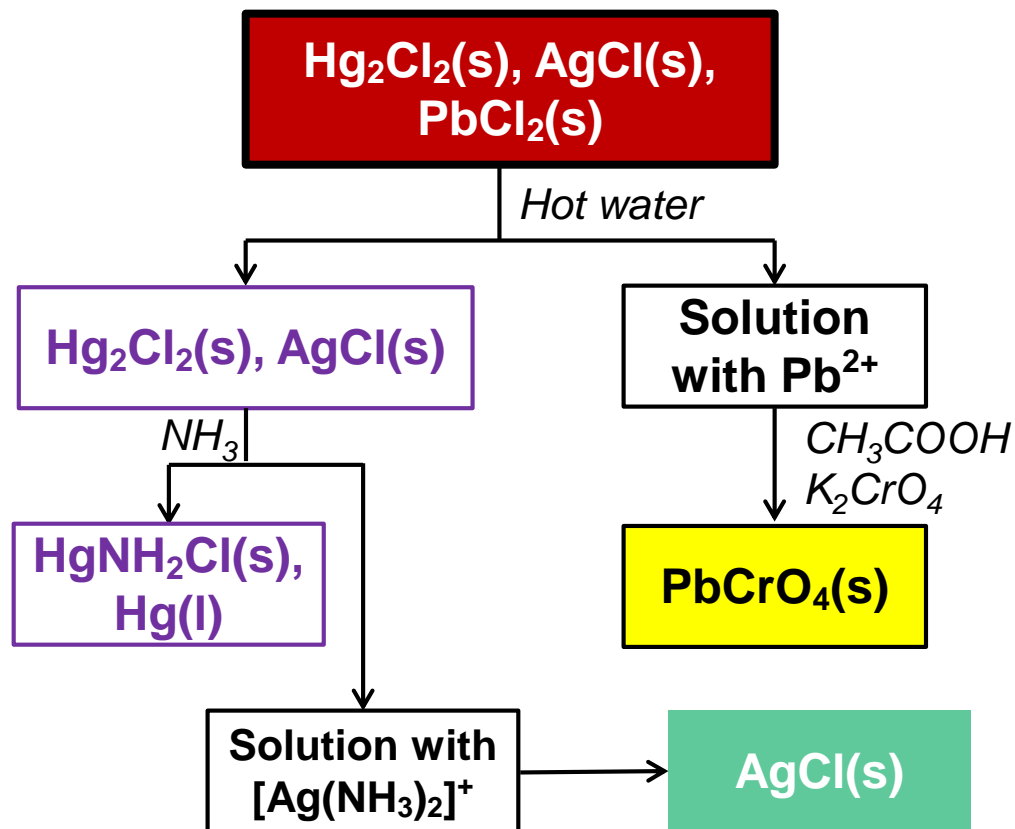 Hg₂Cl₂(s), AgCl(s),
PbCl₂(s)
Hot water
Hg₂Cl₂(s), AgCl(s)
Solution
with Pb²⁺
NH₃
CH₃COOH
K₂CrO₄
HgNH₂Cl(s),
Hg(l)
PbCrO₄(s)
Solution with
[Ag(NH₃)₂]⁺
AgCl(s)